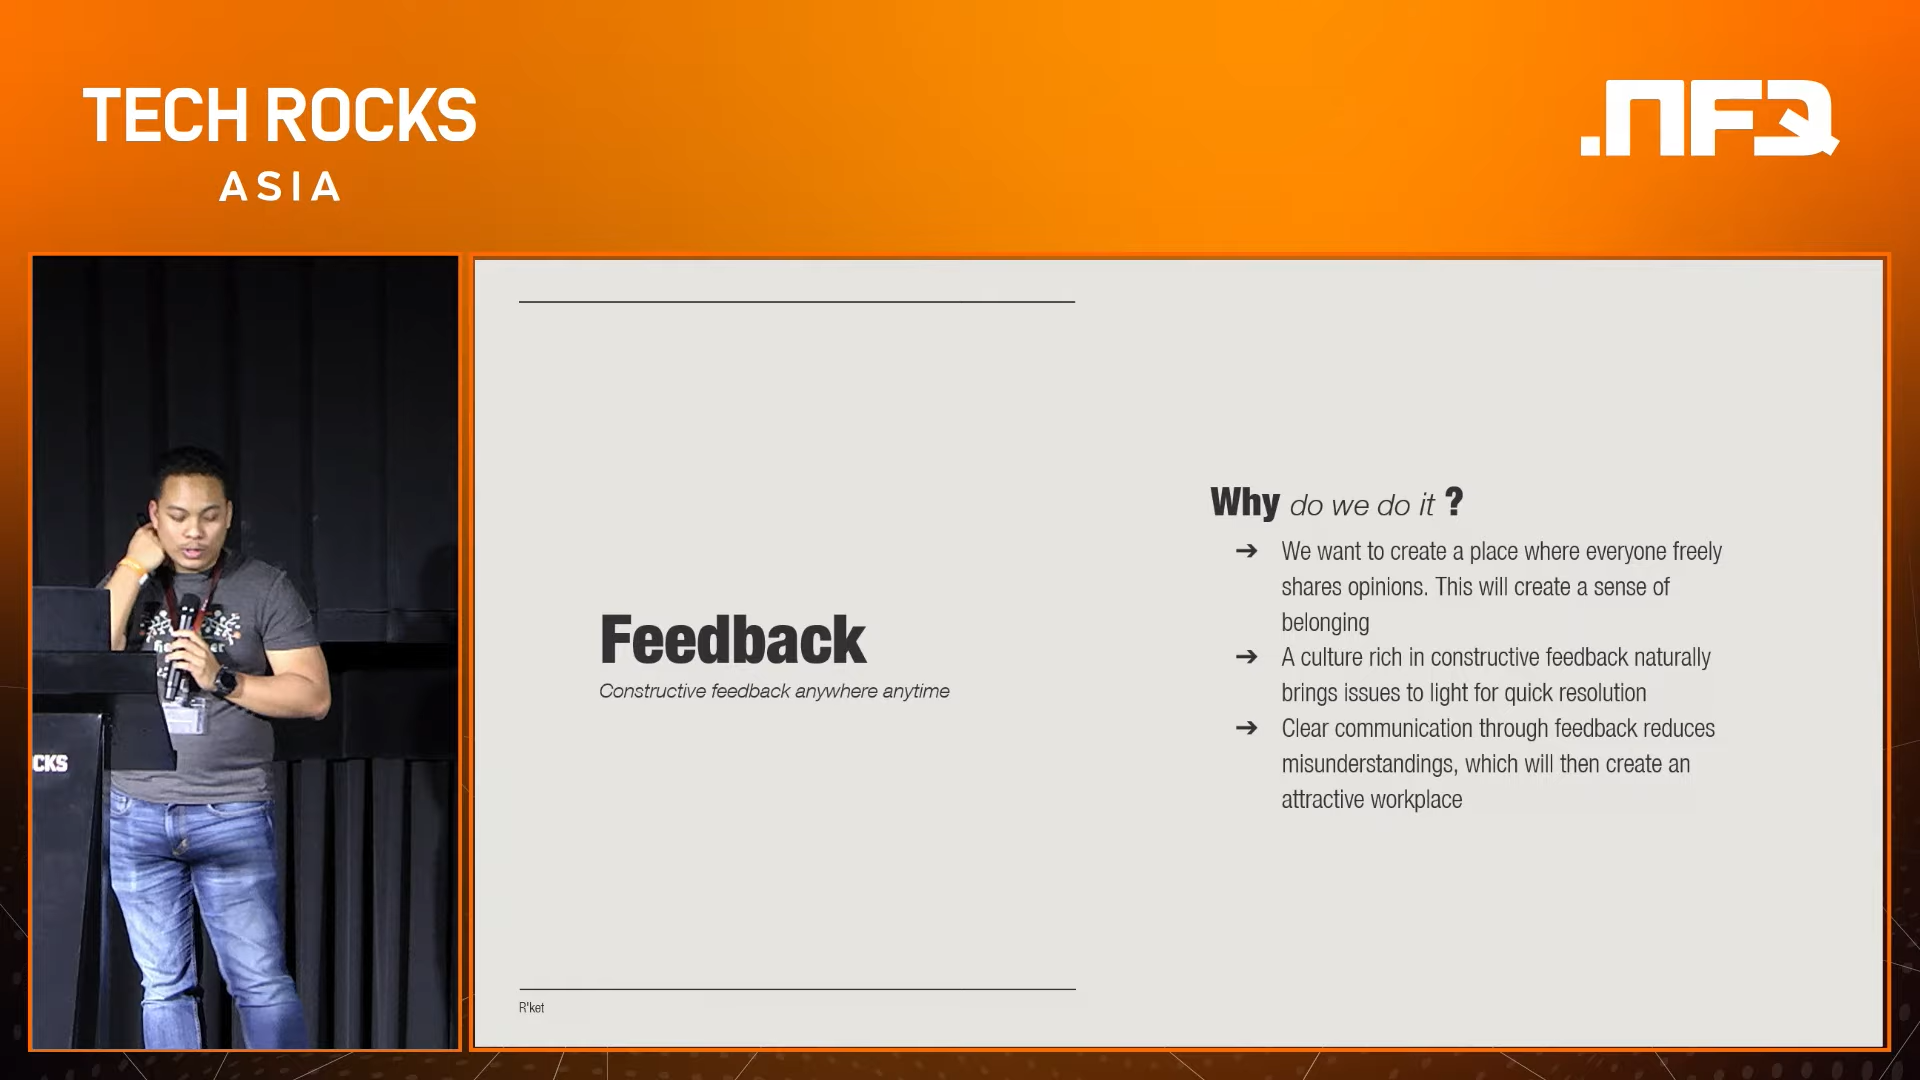 TECH ROCKS
ASIA
.NFQ
CKS
Feedback
Constructive feedback anywhere anytime
R'ket
Why do we do it ?
➔ We want to create a place where everyone freely
shares opinions. This will create a sense of
belonging
➔ A culture rich in constructive feedback naturally
brings issues to light for quick resolution
➔ Clear communication through feedback reduces
misunderstandings, which will then create an
attractive workplace